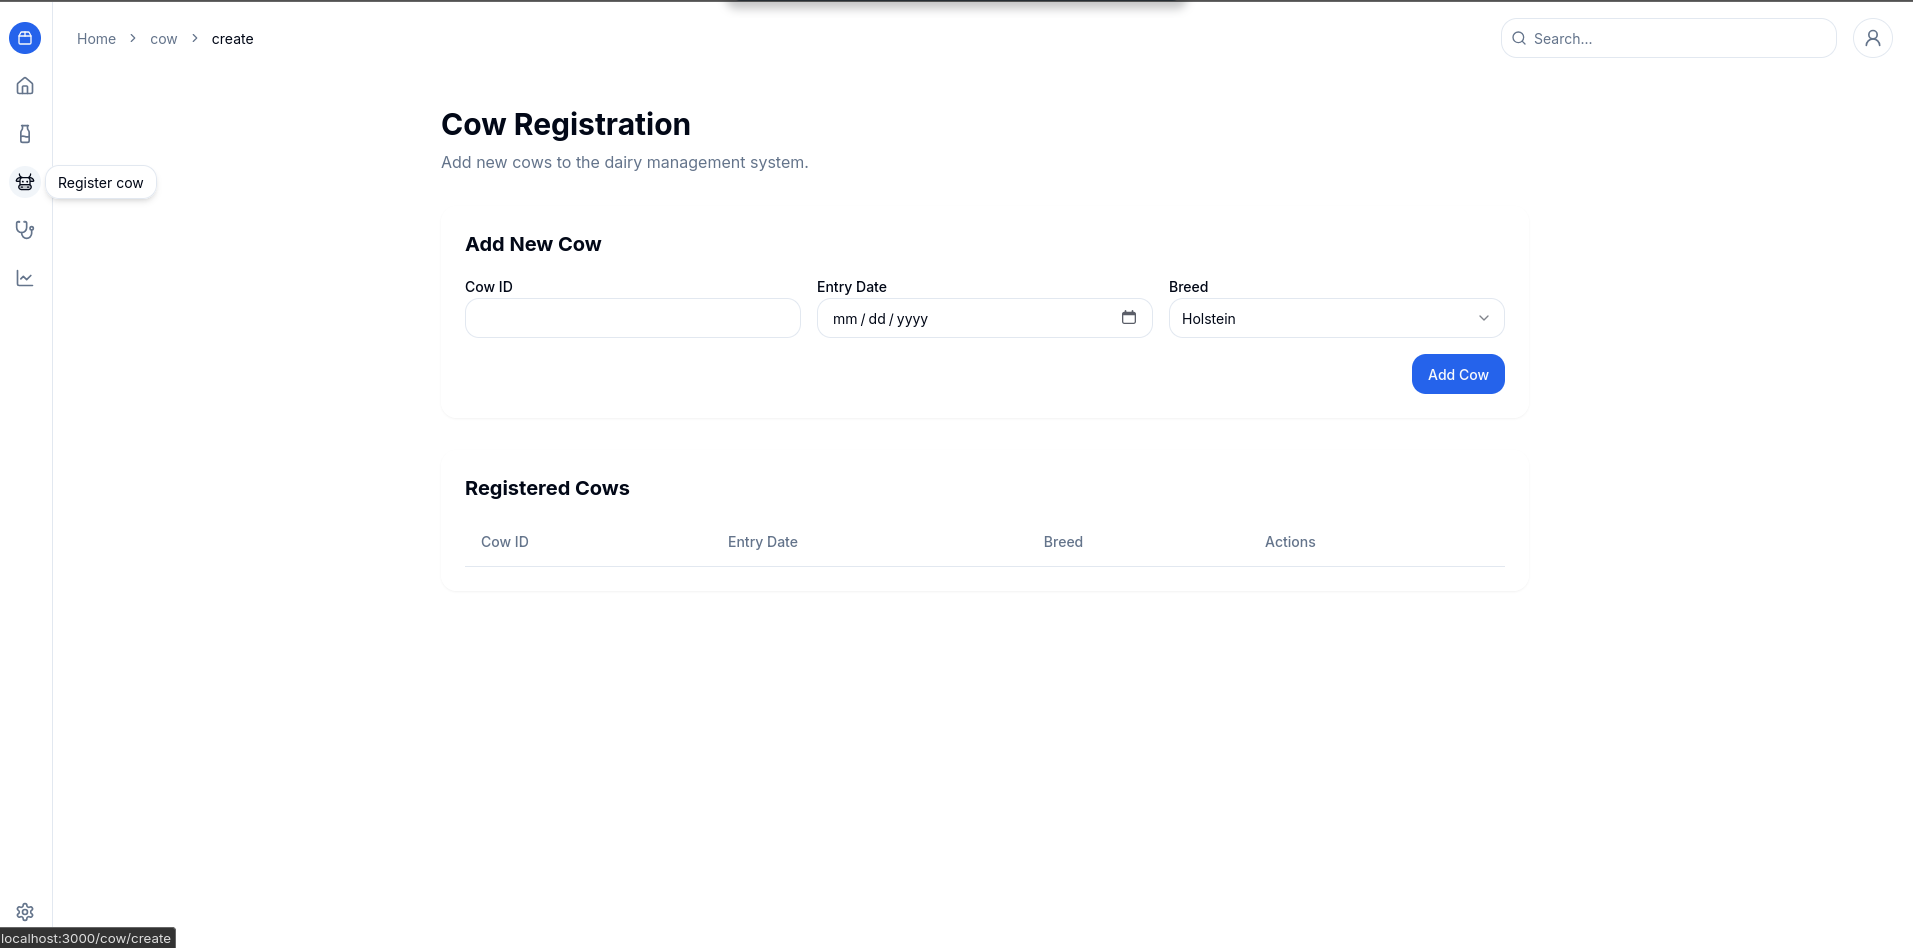 Home > cow > create
Search...
Cow Registration
Add new cows to the dairy management system.
Register cow
Add New Cow
Cow ID Entry Date Breed
mm / dd / yyyy Holstein
Add Cow
Registered Cows
Cow ID Entry Date Breed Actions
localhost:3000/cow/create